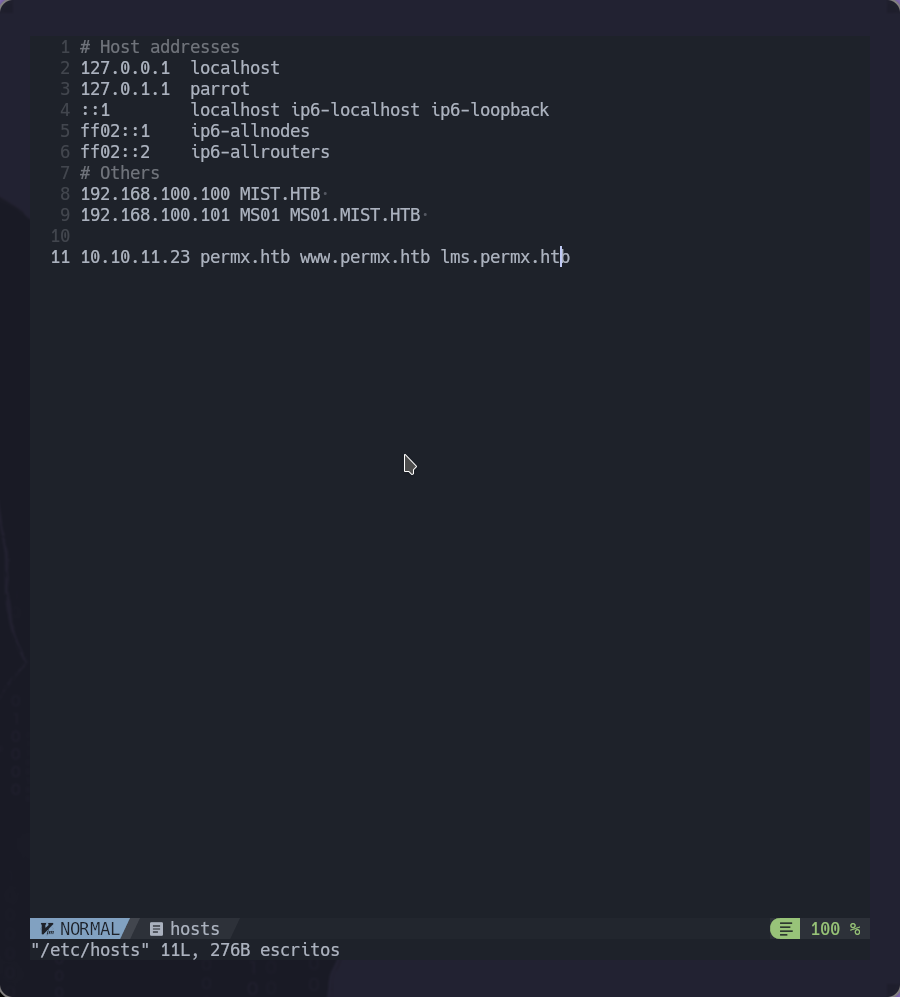 1 # Host addresses
2 127.0.0.1  localhost
3 127.0.1.1  parrot
4 ::1        localhost ip6-localhost ip6-loopback
5 ff02::1    ip6-allnodes
6 ff02::2    ip6-allrouters
7 # Others
8 192.168.100.100 MIST.HTB·
9 192.168.100.101 MS01 MS01.MIST.HTB·
10
11 10.10.11.23 permx.htb www.permx.htb lms.permx.htb
NORMAL hosts 100 %
"/etc/hosts" 11L, 276B escritos